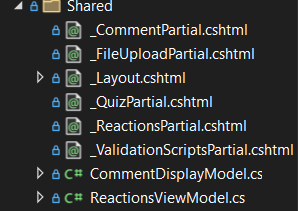 Shared
_CommentPartial.cshtml
_FileUploadPartial.cshtml
_Layout.cshtml
_QuizPartial.cshtml
_ReactionsPartial.cshtml
_ValidationScriptsPartial.cshtml
C# CommentDisplayModel.cs
C# ReactionsViewModel.cs